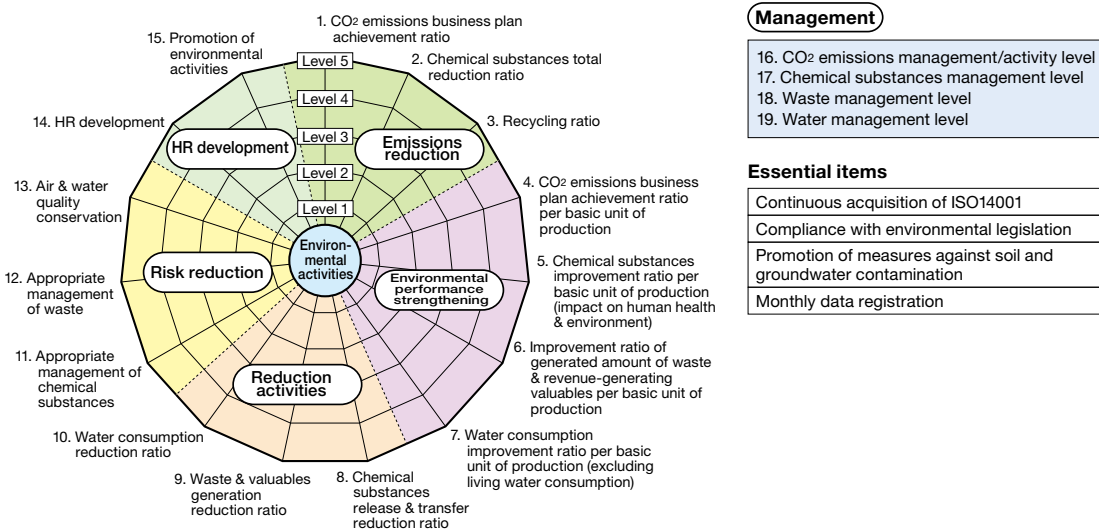 1. CO2 emissions business plan
achievement ratio
2. Chemical substances total
reduction ratio
3. Recycling ratio
4. CO2 emissions business
plan achievement ratio
per basic unit of
production
5. Chemical substances
improvement ratio per
basic unit of production
(impact on human health
& environment)
6. Improvement ratio of
generated amount of waste
& revenue-generating
valuables per basic unit of
production
7. Water consumption
improvement ratio per basic
unit of production (excluding
living water consumption)
8. Chemical
substances
release & transfer
reduction ratio
9. Waste & valuables
generation
reduction ratio
10. Water consumption
reduction ratio
11. Appropriate
management of
chemical
substances
12. Appropriate
management
of waste
13. Air & water
quality
conservation
14. HR development
15. Promotion of
environmental
activities
Level 5
Level 4
Level 3
Level 2
Level 1
HR development
Emissions
reduction
Environ-
mental
activities
Risk reduction
Environmental
performance
strengthening
Reduction
activities
Management
16. CO2 emissions management/activity level
17. Chemical substances management level
18. Waste management level
19. Water management level
Essential items
Continuous acquisition of ISO14001
Compliance with environmental legislation
Promotion of measures against soil and
groundwater contamination
Monthly data registration